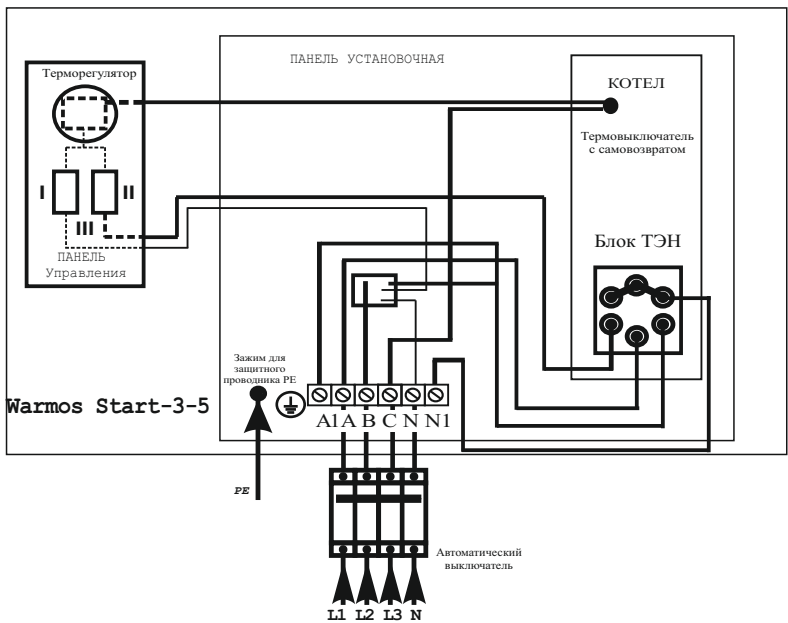 ПАНЕЛЬ УСТАНОВОЧНАЯ
Терморегулятор
КОТЕЛ
Термовыключатель
с самовозвратом
I
II
III
ПАНЕЛЬ
Управления
Блок ТЭН
Зажим для
защитного
проводника РЕ
Warmos Start-3-5
A1 A B C N N1
PE
Автоматический
выключатель
L1 L2 L3 N